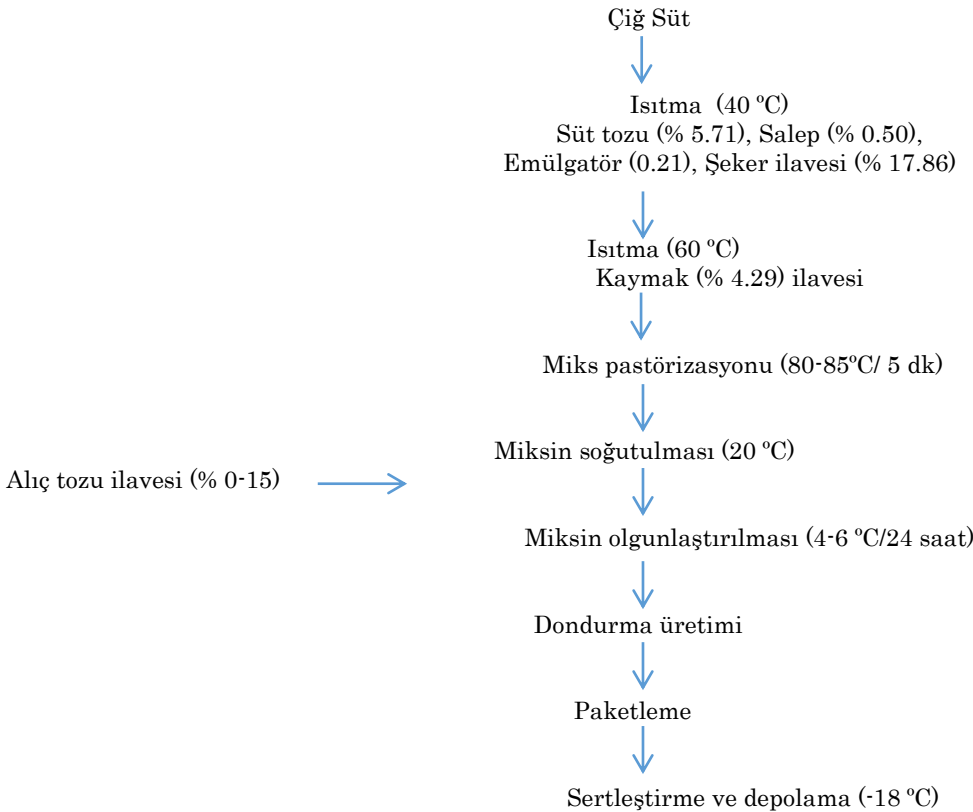 Çiğ Süt
Isıtma (40 ºC)
Süt tozu (% 5.71), Salep (% 0.50),
Emülgatör (0.21), Şeker ilavesi (% 17.86)
Isıtma (60 ºC)
Kaymak (% 4.29) ilavesi
Miks pastörizasyonu (80-85ºC/ 5 dk)
Miksin soğutulması (20 ºC)
Alıç tozu ilavesi (% 0-15)
Miksin olgunlaştırılması (4-6 ºC/24 saat)
Dondurma üretimi
Paketleme
Sertleştirme ve depolama (-18 ºC)